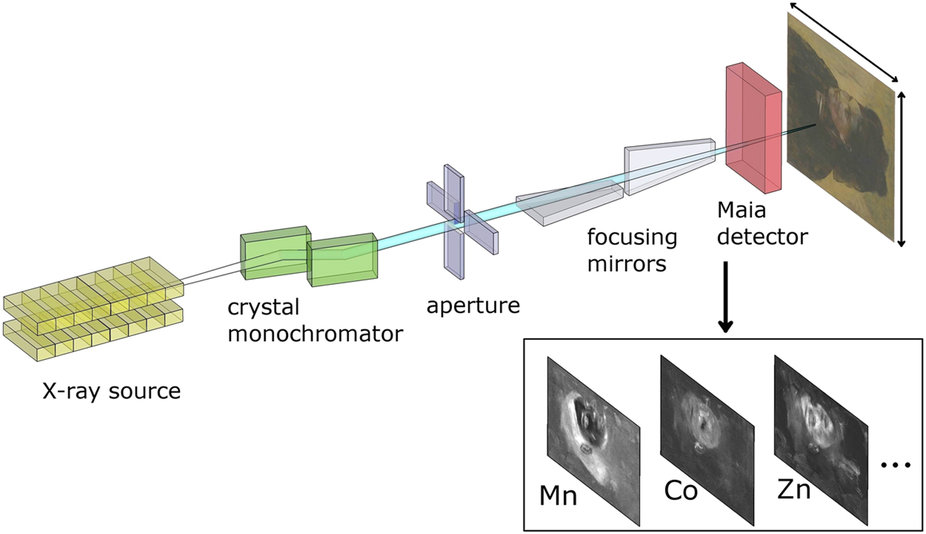 X-ray source
crystal
monochromator
aperture
focusing
mirrors
Maia
detector
Mn
Co
Zn
...